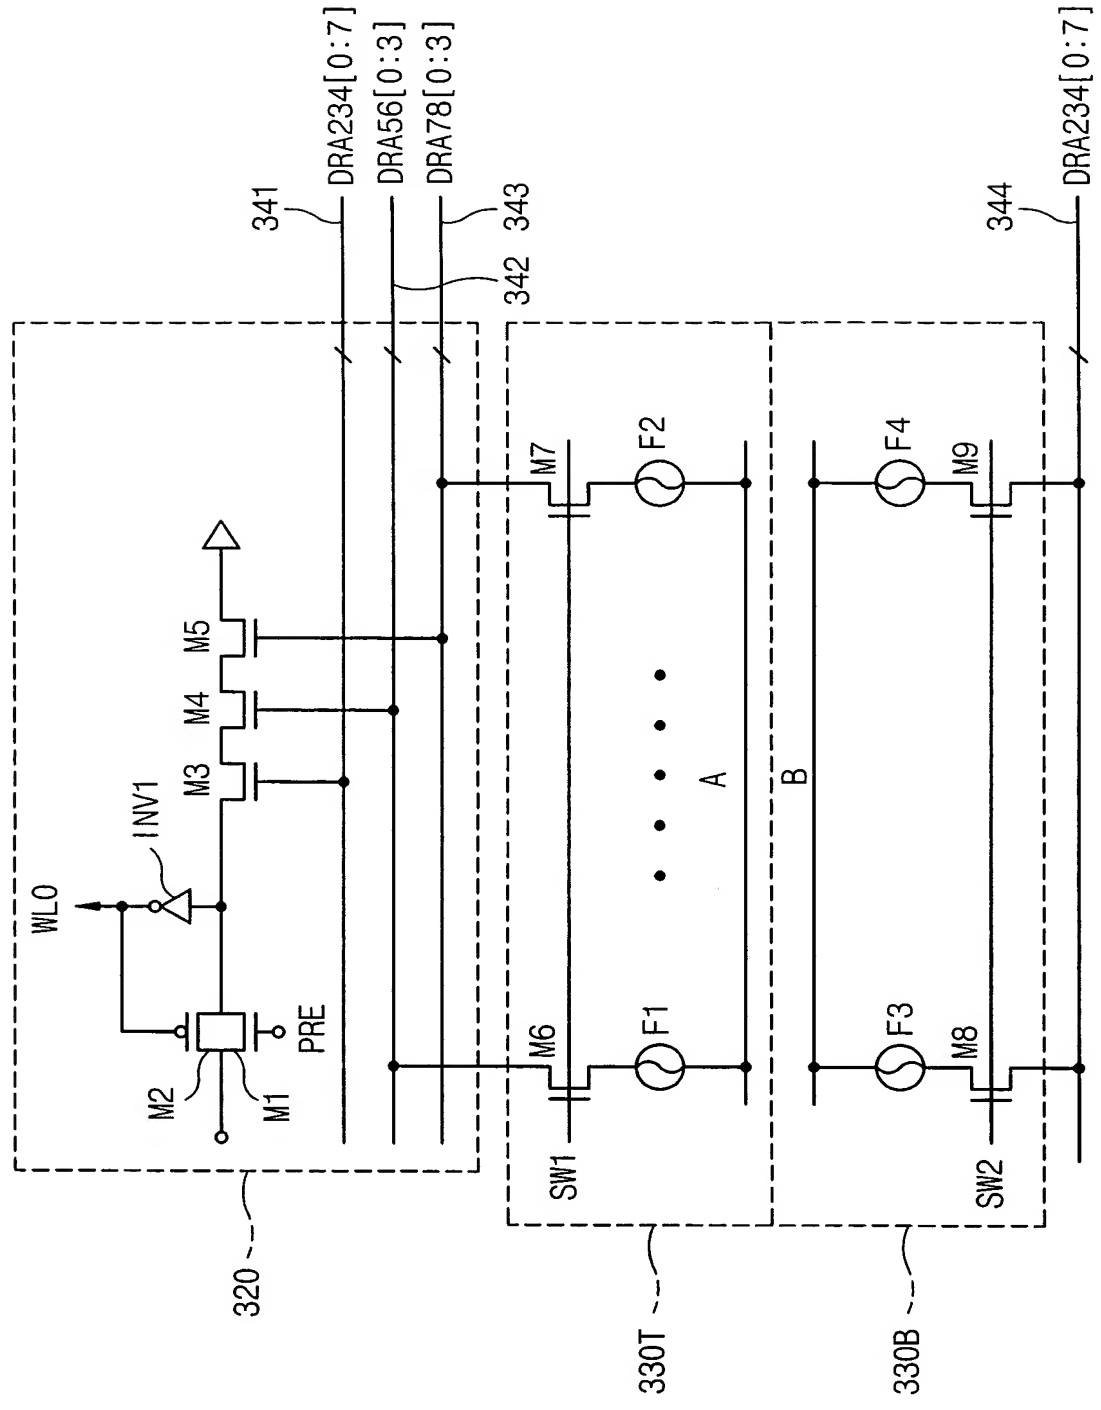 DRA234[0:7]
DRA56[0:3]
DRA78[0:3]
341
343
342
344
DRA234[0:7]
WL0
INV1
M3
M4
M5
M2
M1
PRE
320
M6
M7
F1
F2
SW1
A
330T
B
F3
F4
M8
M9
SW2
330B